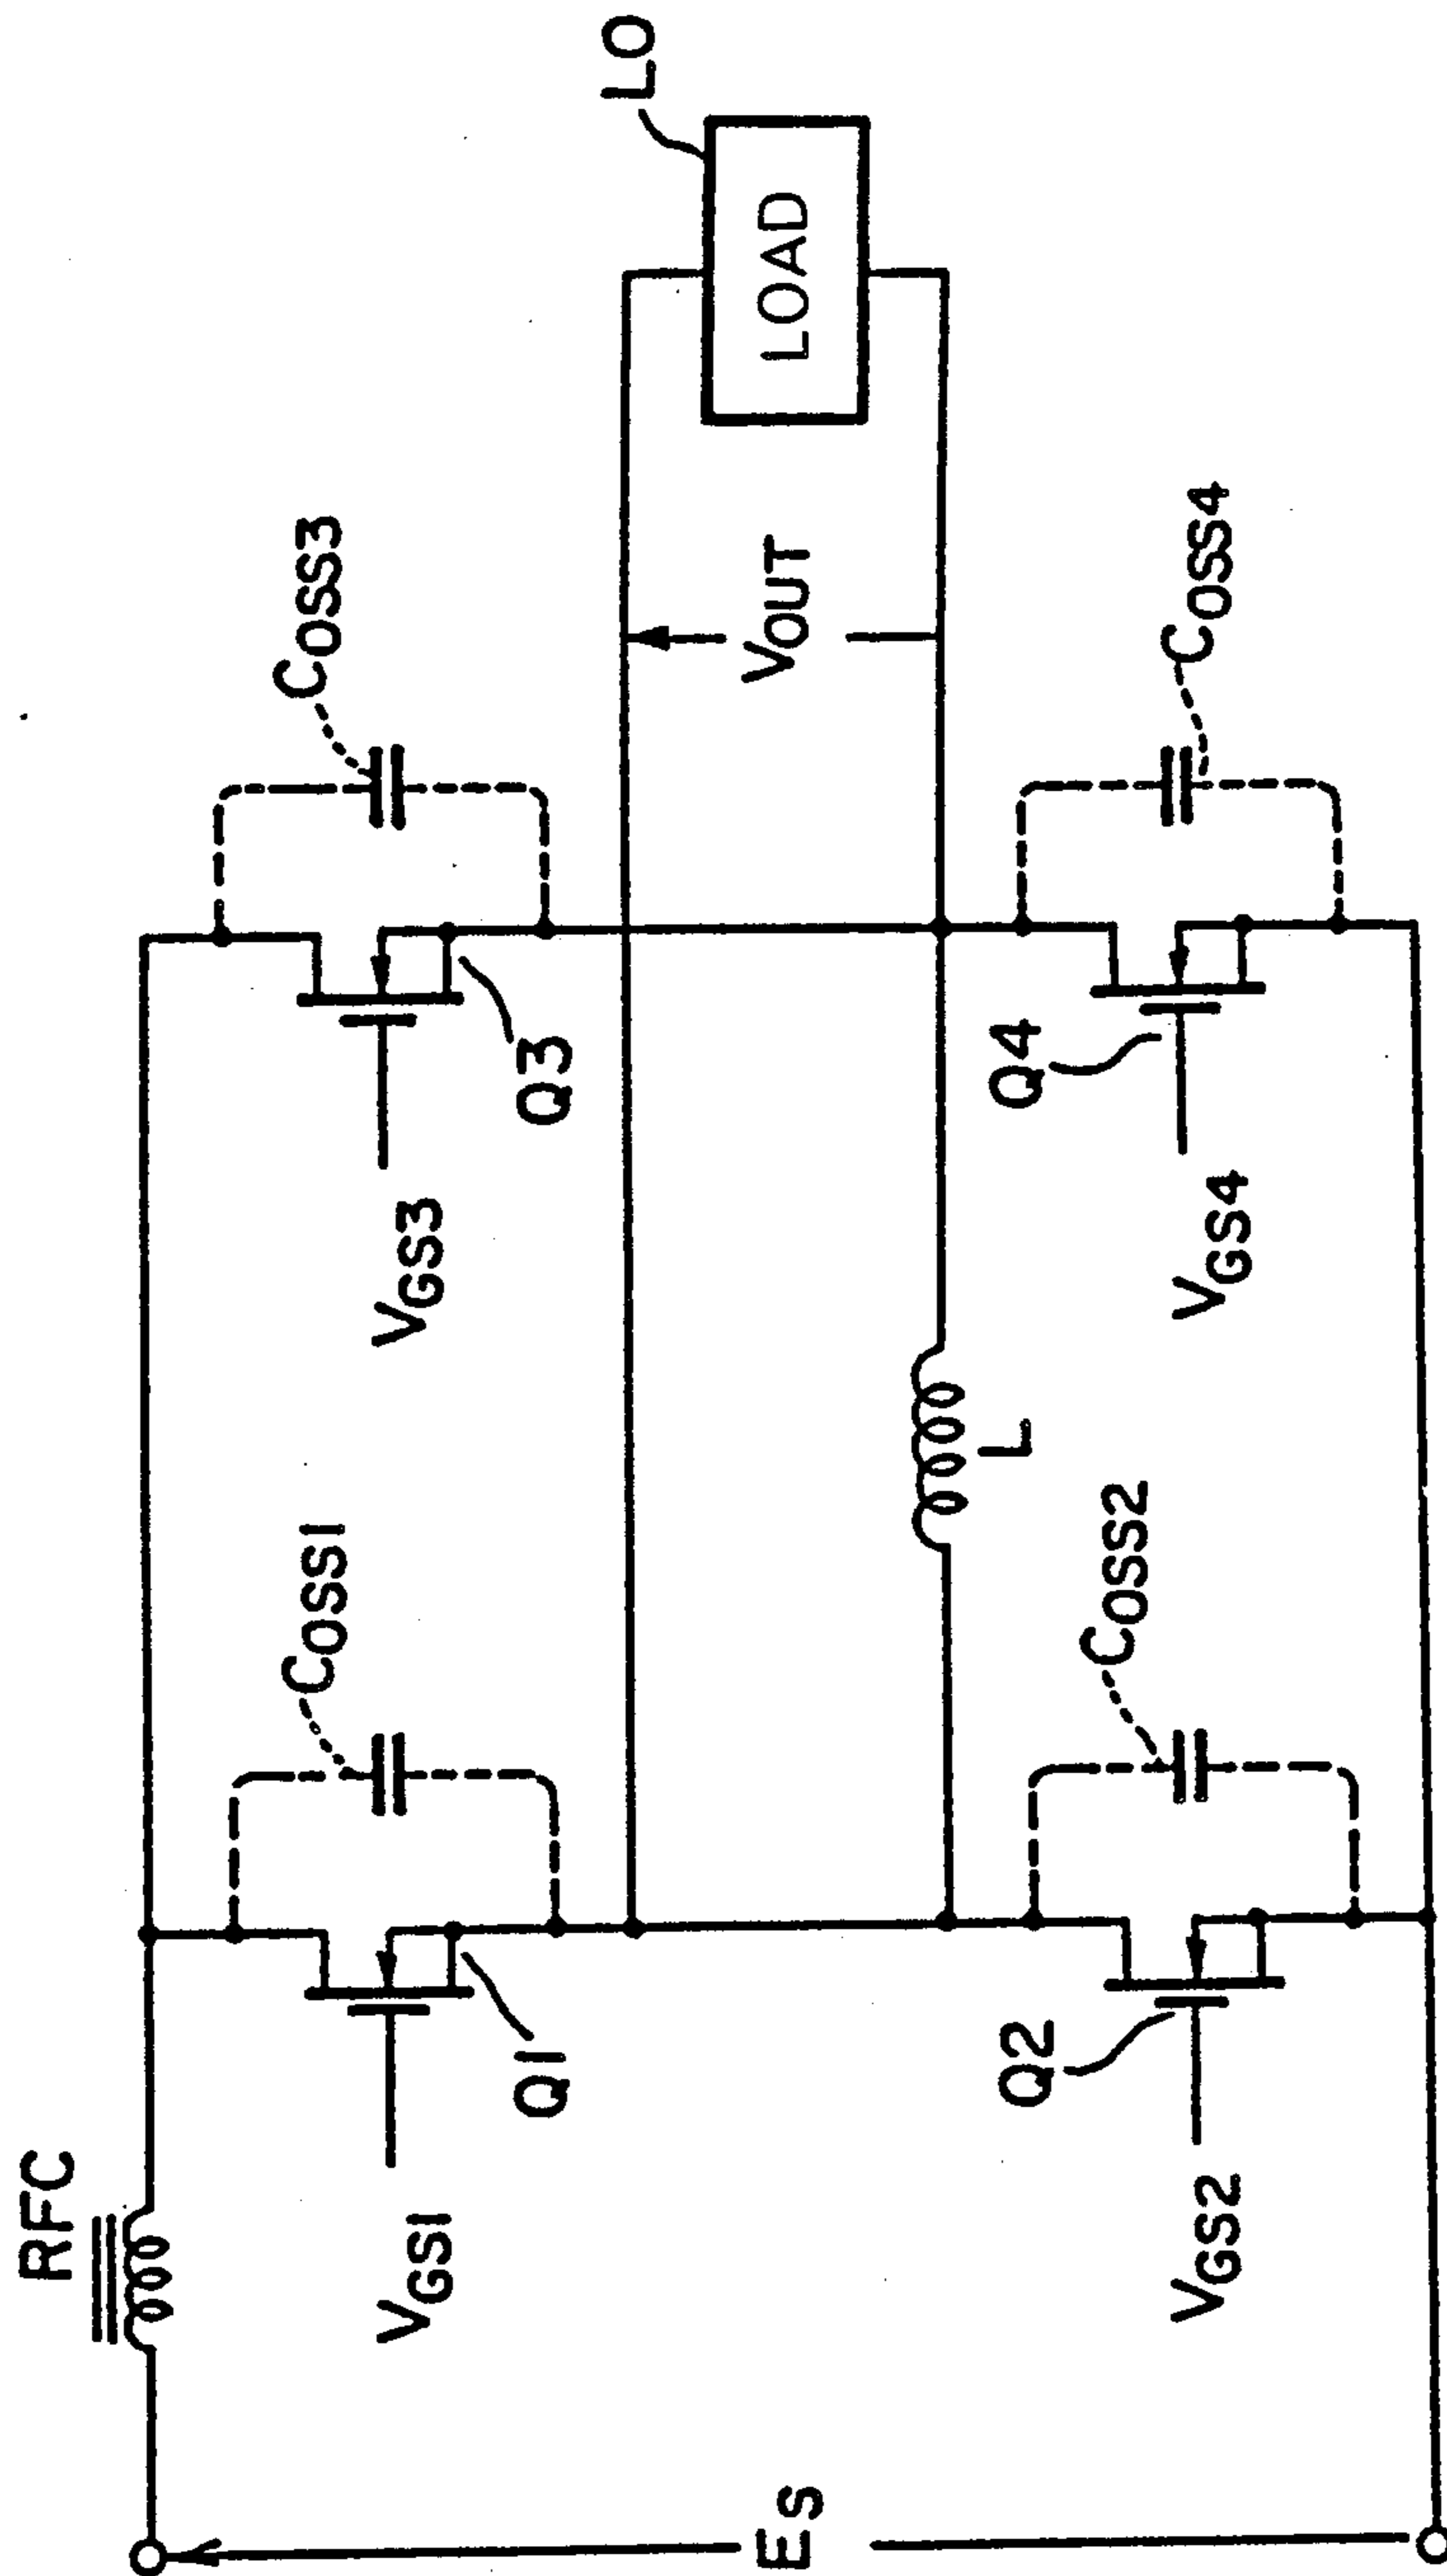 RFC
COSS1
COSS3
LO
VGS1
Q1
VGS3
Q3
ES
VOUT
LOAD
L
Q2
Q4
VGS2
COSS2
VGS4
COSS4